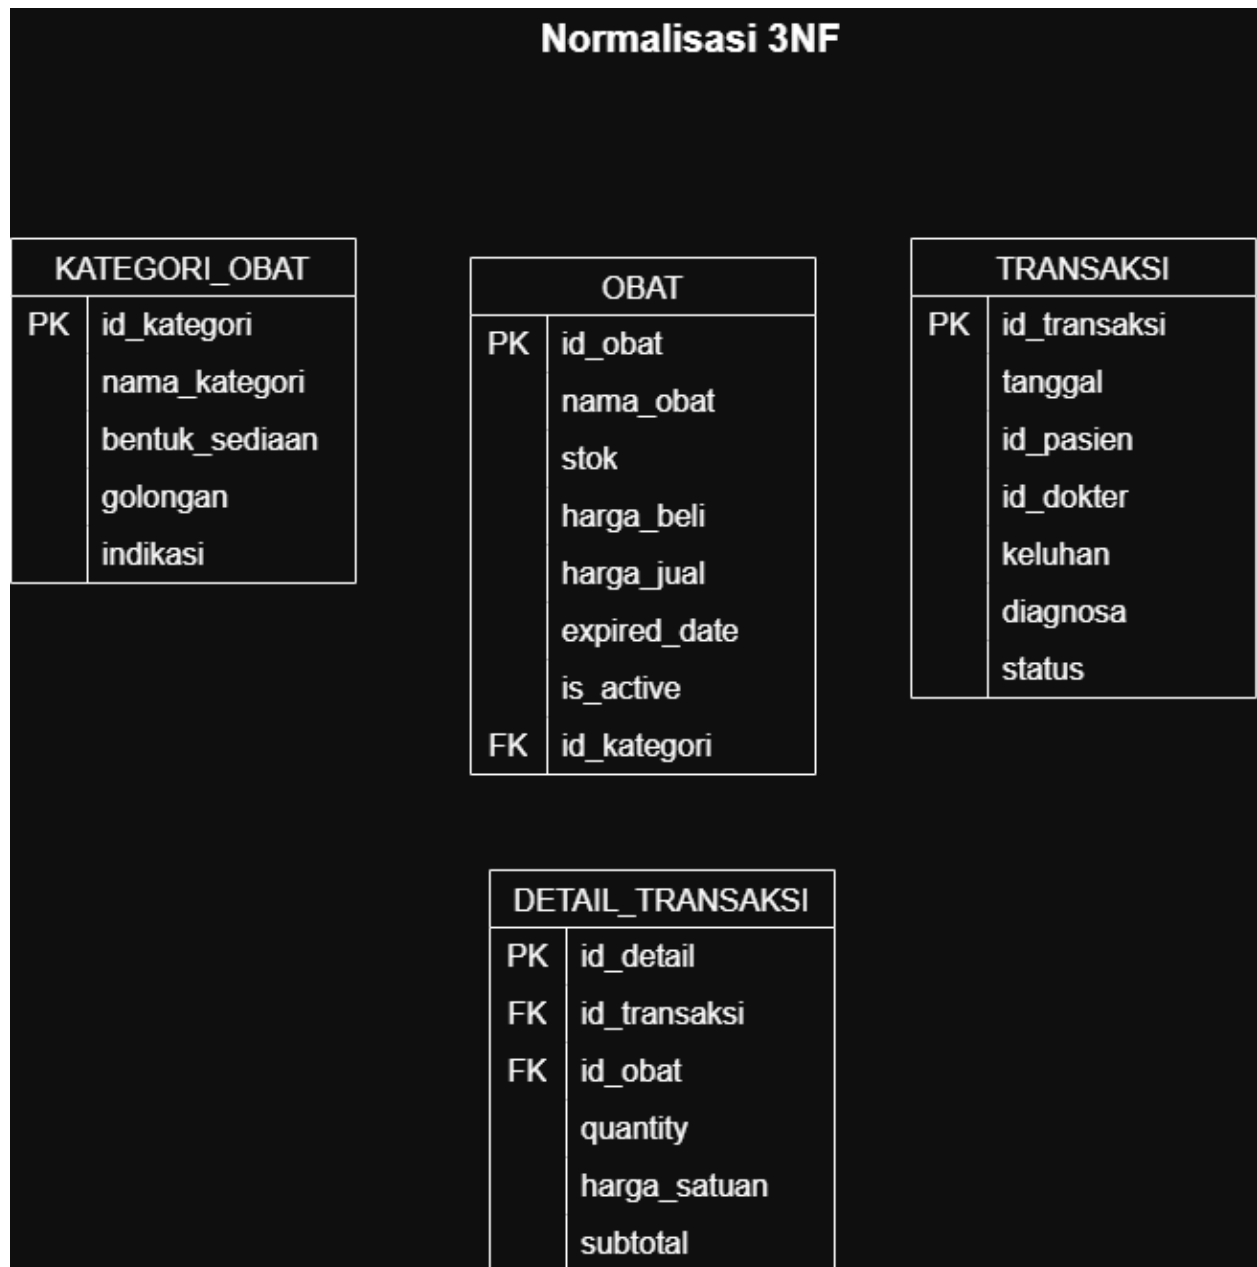 Normalisasi 3NF
KATEGORI_OBAT
PK id_kategori
nama_kategori
bentuk_sediaan
golongan
indikasi
OBAT
PK id_obat
nama_obat
stok
harga_beli
harga_jual
expired_date
is_active
FK id_kategori
TRANSAKSI
PK id_transaksi
tanggal
id_pasien
id_dokter
keluhan
diagnosa
status
DETAIL_TRANSAKSI
PK id_detail
FK id_transaksi
FK id_obat
quantity
harga_satuan
subtotal